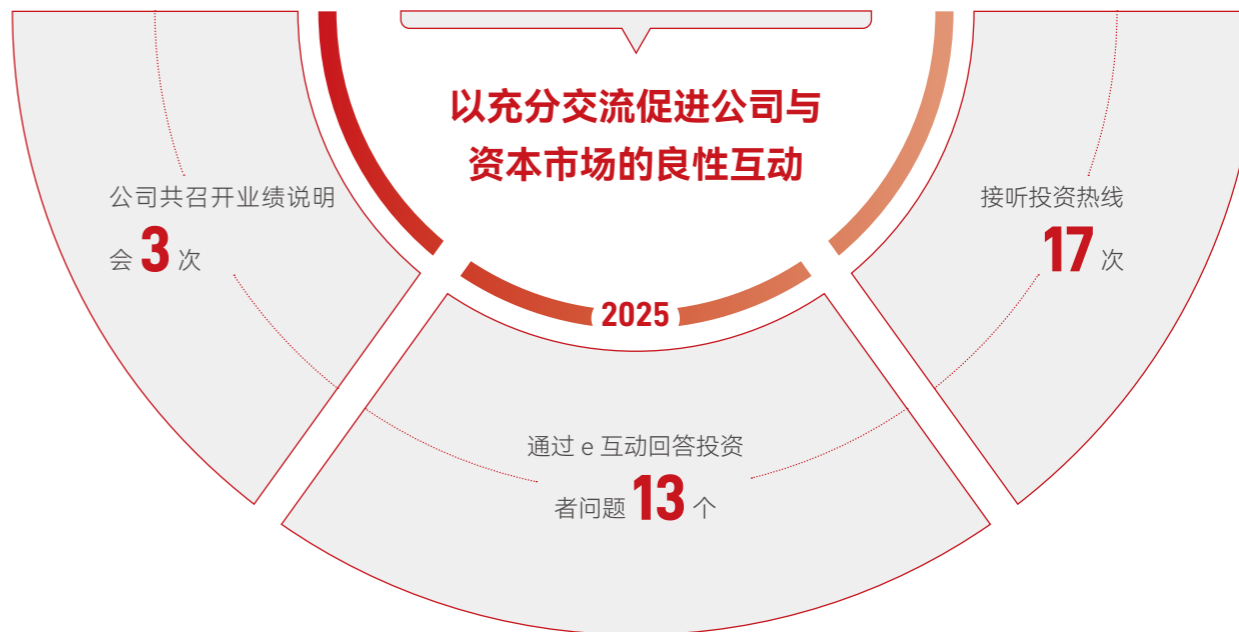 以充分交流促进公司与
资本市场的良性互动
公司共召开业绩说明
会 3 次
接听投资热线
17 次
2025
通过 e 互动回答投资
者问题 13 个